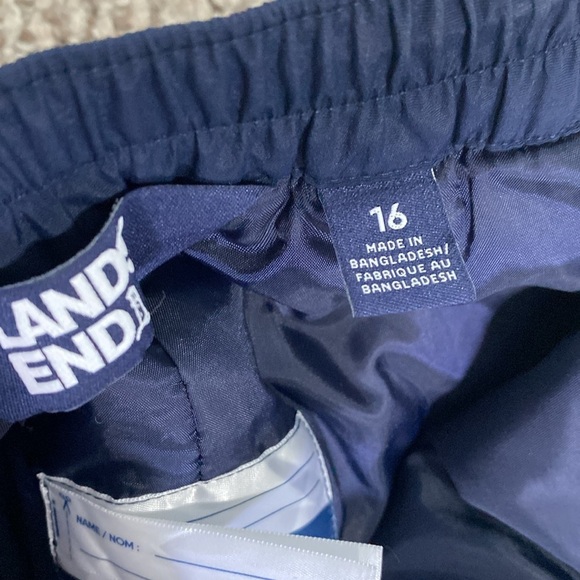 LANDS'
END
16
MADE IN
BANGLADESH/
FABRIQUE AU
BANGLADESH
NAME / NOM :